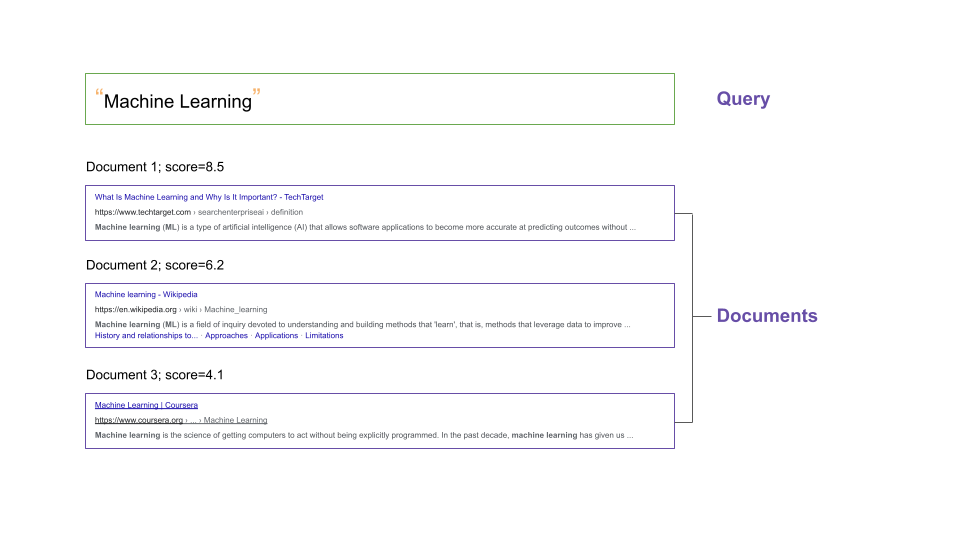 “Machine Learning”
Query
Document 1; score=8.5
What Is Machine Learning and Why Is It Important? - TechTarget
https://www.techtarget.com › searchenterpriseai › definition
Machine learning (ML) is a type of artificial intelligence (AI) that allows software applications to become more accurate at predicting outcomes without ...
Document 2; score=6.2
Machine learning - Wikipedia
https://en.wikipedia.org › wiki › Machine_learning
Machine learning (ML) is a field of inquiry devoted to understanding and building methods that 'learn', that is, methods that leverage data to improve ...
History and relationships to... · Approaches · Applications · Limitations
Documents
Document 3; score=4.1
Machine Learning | Coursera
https://www.coursera.org › ... › Machine Learning
Machine learning is the science of getting computers to act without being explicitly programmed. In the past decade, machine learning has given us ...